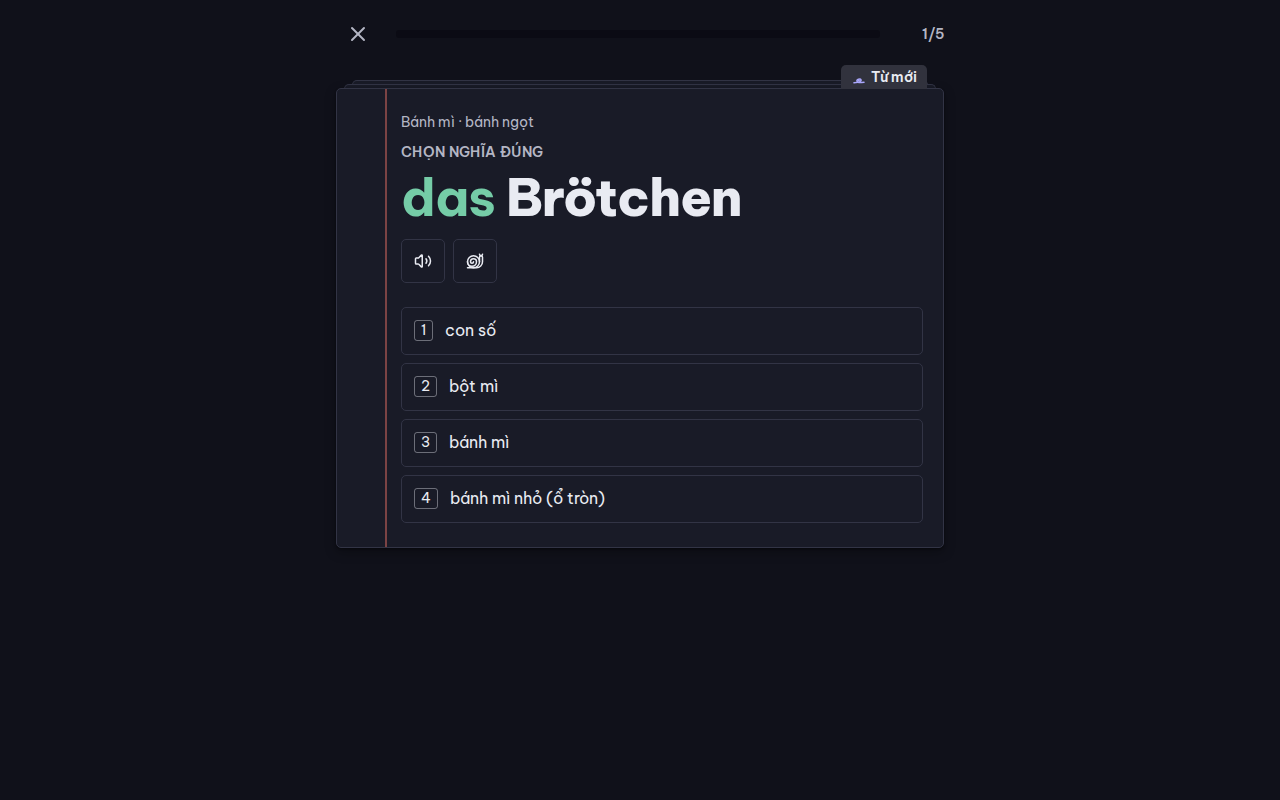 1/5
Từ mới
Bánh mì · bánh ngọt
CHỌN NGHĨA ĐÚNG
das Brötchen
1 con số
2 bột mì
3 bánh mì
4 bánh mì nhỏ (ổ tròn)